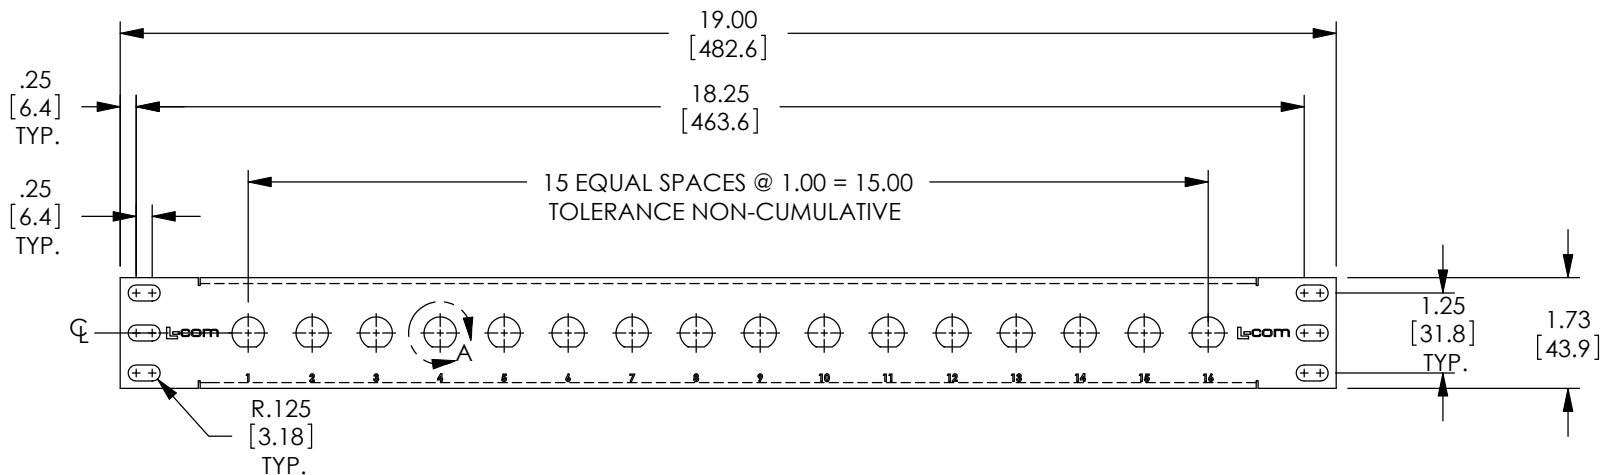 19.00
[482.6]
.25
[6.4]
TYP.
18.25
[463.6]
.25
[6.4]
TYP.
15 EQUAL SPACES @ 1.00 = 15.00
TOLERANCE NON-CUMULATIVE
1.25
[31.8]
TYP.
1.73
[43.9]
℄
L-com
A
L-com
1 2 3 4 5 6 7 8 9 10 11 12 13 14 15 16
R.125
[3.18]
TYP.